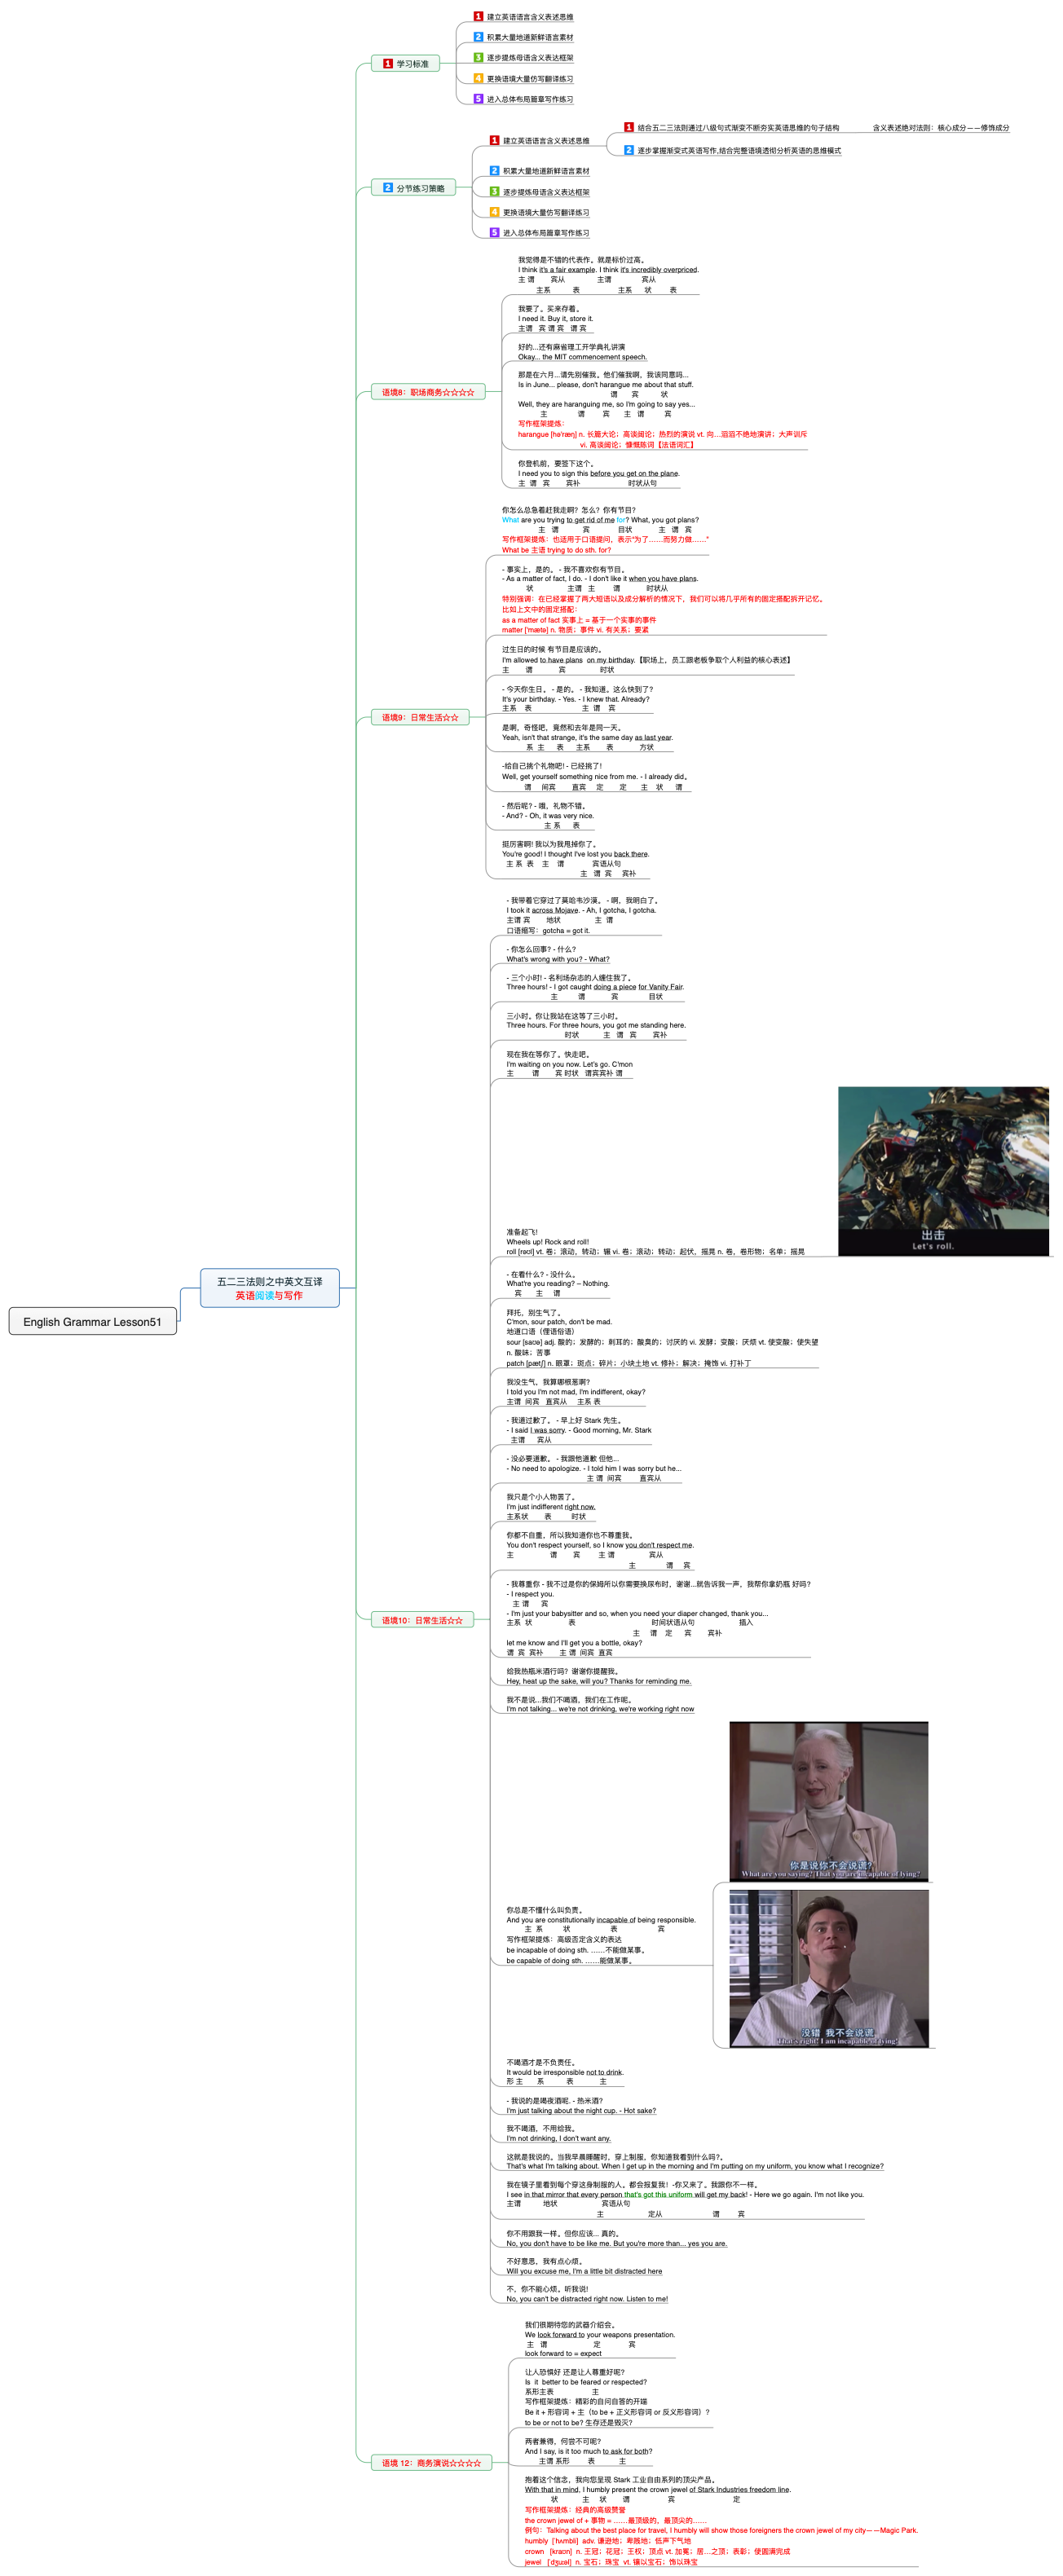 English Grammar Lesson51
五二三法则之中英文互译
英语阅读与写作
1 学习标准
1 建立英语语言含义表述思维
2 积累大量地道新鲜语言素材
3 逐步提炼母语含义表达框架
4 更换语境大量仿写翻译练习
5 进入总体布局篇章写作练习
2 分节练习策略
1 建立英语语言含义表述思维
1 结合五二三法则通过八级句式渐变不断夯实英语思维的句子结构
含义表述绝对法则：核心成分——修饰成分
2 逐步掌握渐变式英语写作,结合完整语境透彻分析英语的思维模式
2 积累大量地道新鲜语言素材
3 逐步提炼母语含义表达框架
4 更换语境大量仿写翻译练习
5 进入总体布局篇章写作练习
语境8：职场商务☆☆☆☆
我觉得是不错的代表作。就是标价过高。
I think it's a fair example. I think it's incredibly overpriced.
主 谓 宾从 主谓 宾从
主系 表 主系 状 表
我要了。买来存着。
I need it. Buy it, store it.
主谓 宾 谓 宾 谓 宾
好的...还有麻省理工开学典礼讲演
Okay... the MIT commencement speech.
那是在六月...请先别催我。他们催我啊，我该同意吗...
Is in June... please, don't harangue me about that stuff.
谓 宾 状
Well, they are haranguing me, so I'm going to say yes...
主 谓 宾 主 谓 宾
写作框架提炼：
harangue [həˈræŋ] n. 长篇大论；高谈阔论；热烈的演说 vt. 向…滔滔不绝地演讲；大声训斥
vi. 高谈阔论；慷慨陈词【法语词汇】
你登机前，要签下这个。
I need you to sign this before you get on the plane.
主 谓 宾 宾补 时状从句
语境9：日常生活☆☆
你怎么总急着赶我走啊？怎么？你有节目?
What are you trying to get rid of me for? What, you got plans?
主 谓 宾 目状 主 谓 宾
写作框架提炼：也适用于口语提问，表示“为了……而努力做……”
What be 主语 trying to do sth. for?
- 事实上，是的。 - 我不喜欢你有节目。
- As a matter of fact, I do. - I don't like it when you have plans.
状 主谓 主 谓 时状从
特别强调：在已经掌握了两大短语以及成分解析的情况下，我们可以将几乎所有的固定搭配拆开记忆。
比如上文中的固定搭配：
as a matter of fact 实事上 = 基于一个实事的事件
matter ['mætə] n. 物质；事件 vi. 有关系；要紧
过生日的时候 有节目是应该的。
I'm allowed to have plans on my birthday.【职场上，员工跟老板争取个人利益的核心表述】
主 谓 宾 时状
- 今天你生日。 - 是的。 - 我知道。这么快到了?
It's your birthday. - Yes. - I knew that. Already?
主系 表 主 谓 宾
是啊，奇怪吧，竟然和去年是同一天。
Yeah, isn't that strange, it's the same day as last year.
系 主 表 主系 表 方状
-给自己挑个礼物吧! - 已经挑了!
Well, get yourself something nice from me. - I already did。
谓 间宾 直宾 定 定 主 状 谓
- 然后呢? - 哦，礼物不错。
- And? - Oh, it was very nice.
主 系 表
挺厉害啊! 我以为我甩掉你了。
You're good! I thought I've lost you back there.
主 系 表 主 谓 宾语从句
主 谓 宾 宾补
语境10：日常生活☆☆
- 我带着它穿过了莫哈韦沙漠。 - 啊，我明白了。
I took it across Mojave. - Ah, I gotcha, I gotcha.
主谓 宾 地状 主 谓
口语缩写：gotcha = got it.
- 你怎么回事? - 什么?
What's wrong with you? - What?
- 三个小时! - 名利场杂志的人缠住我了。
Three hours! - I got caught doing a piece for Vanity Fair.
主 谓 宾 目状
三小时。你让我站在这等了三小时。
Three hours. For three hours, you got me standing here.
时状 主 谓 宾 宾补
现在我在等你了。快走吧。
I'm waiting on you now. Let's go. C'mon
主 谓 宾 时状 谓宾宾补 谓
准备起飞!
Wheels up! Rock and roll!
roll [rəʊl] vt. 卷；滚动，转动；辗 vi. 卷；滚动；转动；起伏，摇晃 n. 卷，卷形物；名单；摇晃
出击
Let's roll.
- 在看什么? - 没什么。
What're you reading? – Nothing.
宾 主 谓
拜托，别生气了。
C'mon, sour patch, don't be mad.
地道口语（俚语俗语）
sour [saʊə] adj. 酸的；发酵的；刺耳的；酸臭的；讨厌的 vi. 发酵；变酸；厌烦 vt. 使变酸；使失望
n. 酸味；苦事
patch [pætʃ] n. 眼罩；斑点；碎片；小块土地 vt. 修补；解决；掩饰 vi. 打补丁
我没生气，我算哪根葱啊?
I told you I'm not mad, I'm indifferent, okay?
主谓 间宾 直宾从 主系 表
- 我道过歉了。 - 早上好 Stark 先生。
- I said I was sorry. - Good morning, Mr. Stark
主谓 宾从
- 没必要道歉。 - 我跟他道歉 但他...
- No need to apologize. - I told him I was sorry but he...
主 谓 间宾 直宾从
我只是个小人物罢了。
I'm just indifferent right now.
主系状 表 时状
你都不自重，所以我知道你也不尊重我。
You don't respect yourself, so I know you don't respect me.
主 谓 宾 主 谓 宾从
主 谓 宾
- 我尊重你 - 我不过是你的保姆所以你需要换尿布时，谢谢...就告诉我一声，我帮你拿奶瓶 好吗?
- I respect you.
主 谓 宾
- I'm just your babysitter and so, when you need your diaper changed, thank you...
主系 状 表 时间状语从句 插入
主 谓 定 宾 宾补
let me know and I'll get you a bottle, okay?
谓 宾 宾补 主 谓 间宾 直宾
给我热瓶米酒行吗? 谢谢你提醒我。
Hey, heat up the sake, will you? Thanks for reminding me.
我不是说...我们不喝酒，我们在工作呢。
I'm not talking... we're not drinking, we're working right now
你总是不懂什么叫负责。
And you are constitutionally incapable of being responsible.
主 系 状 表 宾
写作框架提炼：高级否定含义的表达
be incapable of doing sth. ……不能做某事。
be capable of doing sth. ……能做某事。
你是说你不会说谎?
What are you saying? That you are incapable of lying?
没错 我不会说谎
That's right! I am incapable of lying!
不喝酒才是不负责任。
It would be irresponsible not to drink.
形 主 系 表 主
- 我说的是喝夜酒呢. - 热米酒?
I'm just talking about the night cup. - Hot sake?
我不喝酒，不用给我。
I'm not drinking, I don't want any.
这就是我说的。当我早晨睡醒时，穿上制服，你知道我看到什么吗?。
That's what I'm talking about. When I get up in the morning and I'm putting on my uniform, you know what I recognize?
我在镜子里看到每个穿这身制服的人。都会报复我！-你又来了。我跟你不一样。
I see in that mirror that every person that's got this uniform will get my back! - Here we go again. I'm not like you.
主谓 地状 宾语从句
主 定从 谓 宾
你不用跟我一样。但你应该... 真的。
No, you don't have to be like me. But you're more than... yes you are.
不好意思，我有点心烦。
Will you excuse me, I'm a little bit distracted here
不，你不能心烦。听我说!
No, you can't be distracted right now. Listen to me!
语境 12：商务演说☆☆☆☆
我们很期待您的武器介绍会。
We look forward to your weapons presentation.
主 谓 定 宾
look forward to = expect
让人恐惧好 还是让人尊重好呢?
Is it better to be feared or respected?
系形主表 主
写作框架提炼：精彩的自问自答的开端
Be it + 形容词 + 主（to be + 正义形容词 or 反义形容词）?
to be or not to be? 生存还是毁灭?
两者兼得，何尝不可呢?
And I say, is it too much to ask for both?
主谓 系形 表 主
抱着这个信念，我向您呈现 Stark 工业自由系列的顶尖产品。
With that in mind, I humbly present the crown jewel of Stark Industries freedom line.
状 主 状 谓 宾 定
写作框架提炼：经典的高级赞誉
the crown jewel of + 事物 = ……最顶级的，最顶尖的……
例句：Talking about the best place for travel, I humbly will show those foreigners the crown jewel of my city——Magic Park.
humbly ['hʌmbli] adv. 谦逊地；卑贱地；低声下气地
crown [kraʊn] n. 王冠；花冠；王权；顶点 vt. 加冕；居…之顶；表彰；使圆满完成
jewel ['dʒuːəl] n. 宝石；珠宝 vt. 镶以宝石；饰以珠宝